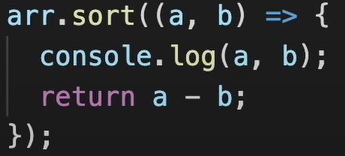 arr.sort((a, b) => {
  console.log(a, b);
  return a - b;
});